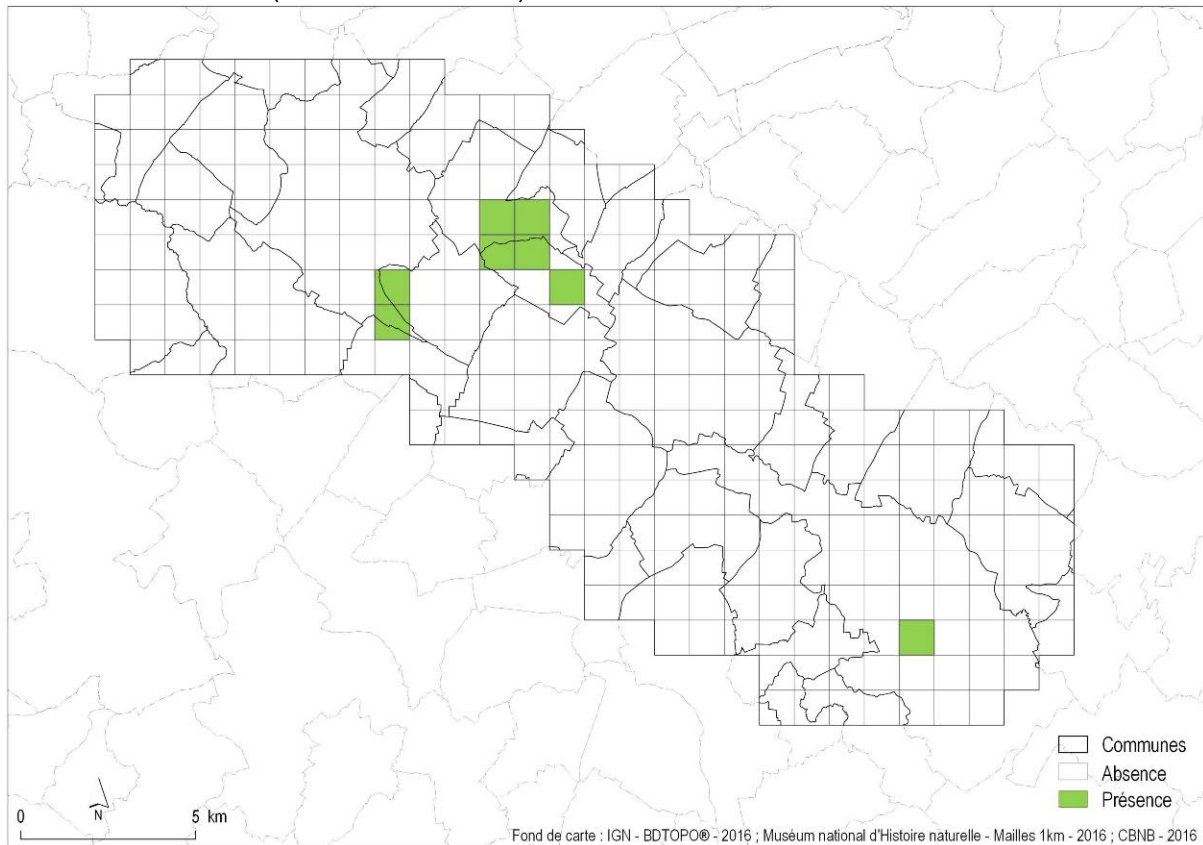 Communes
Absence
Présence
N
0 5 km
Fond de carte : IGN - BDTOPO® - 2016 ; Muséum national d'Histoire naturelle - Mailles 1km - 2016 ; CBNB - 2016